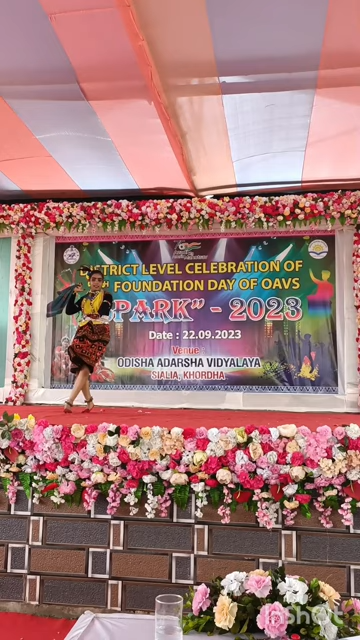 DISTRICT LEVEL CELEBRATION OF
FOUNDATION DAY OF OAVS
PARK" - 2023
Date : 22.09.2023
Venue
ODISHA ADARSHA VIDYALAYA
SIALIA, KHORDHA
InShot